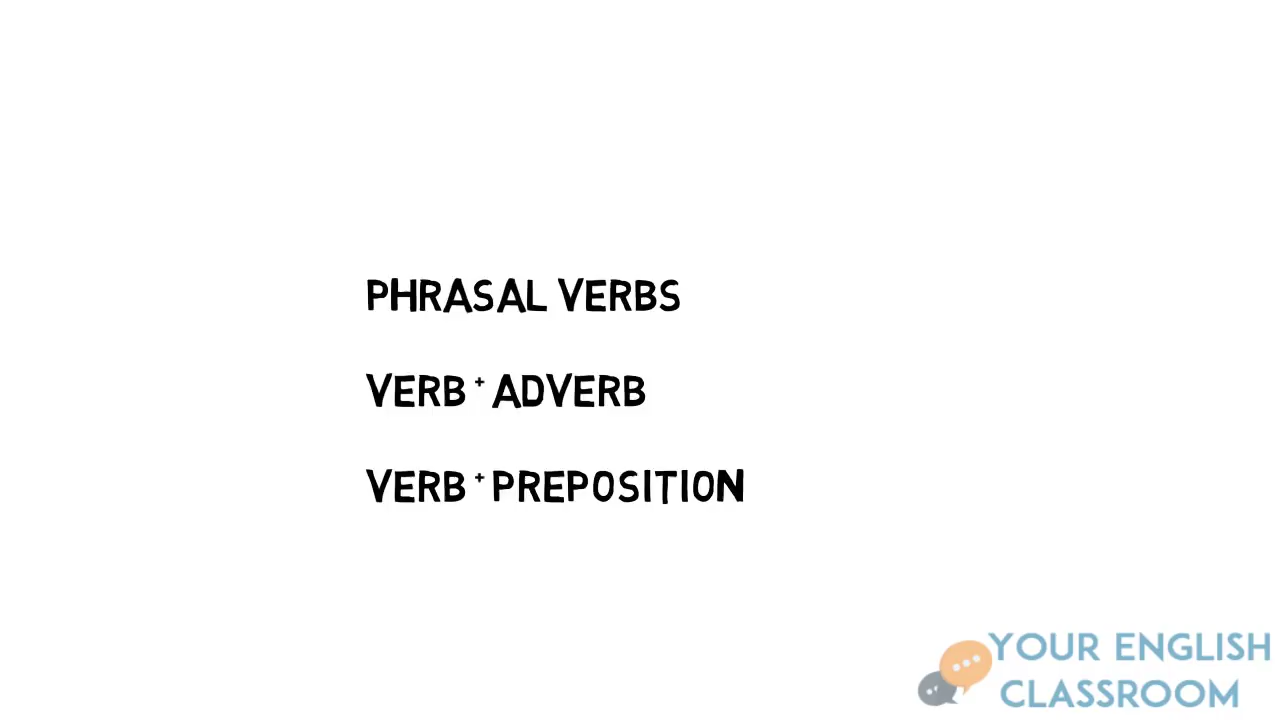 PHRASAL VERBS
VERB + ADVERB
VERB + PREPOSITION
YOUR ENGLISH
CLASSROOM